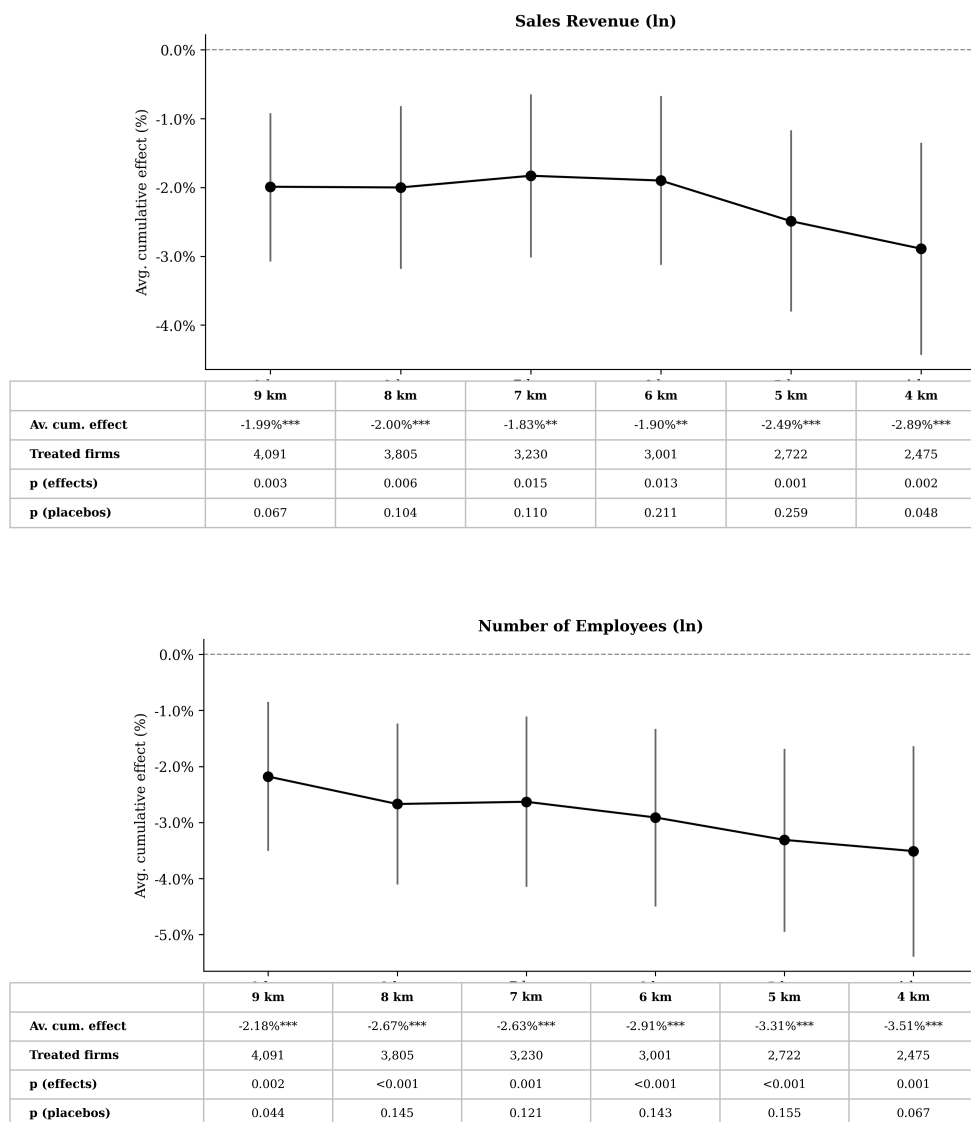 Sales Revenue (ln)
Avg. cumulative effect (%)
0.0%
-1.0%
-2.0%
-3.0%
-4.0%
9 km 8 km 7 km 6 km 5 km 4 km
Av. cum. effect -1.99%*** -2.00%*** -1.83%** -1.90%** -2.49%*** -2.89%***
Treated firms 4,091 3,805 3,230 3,001 2,722 2,475
p (effects) 0.003 0.006 0.015 0.013 0.001 0.002
p (placebos) 0.067 0.104 0.110 0.211 0.259 0.048
Number of Employees (ln)
Avg. cumulative effect (%)
0.0%
-1.0%
-2.0%
-3.0%
-4.0%
-5.0%
9 km 8 km 7 km 6 km 5 km 4 km
Av. cum. effect -2.18%*** -2.67%*** -2.63%*** -2.91%*** -3.31%*** -3.51%***
Treated firms 4,091 3,805 3,230 3,001 2,722 2,475
p (effects) 0.002 <0.001 0.001 <0.001 <0.001 0.001
p (placebos) 0.044 0.145 0.121 0.143 0.155 0.067